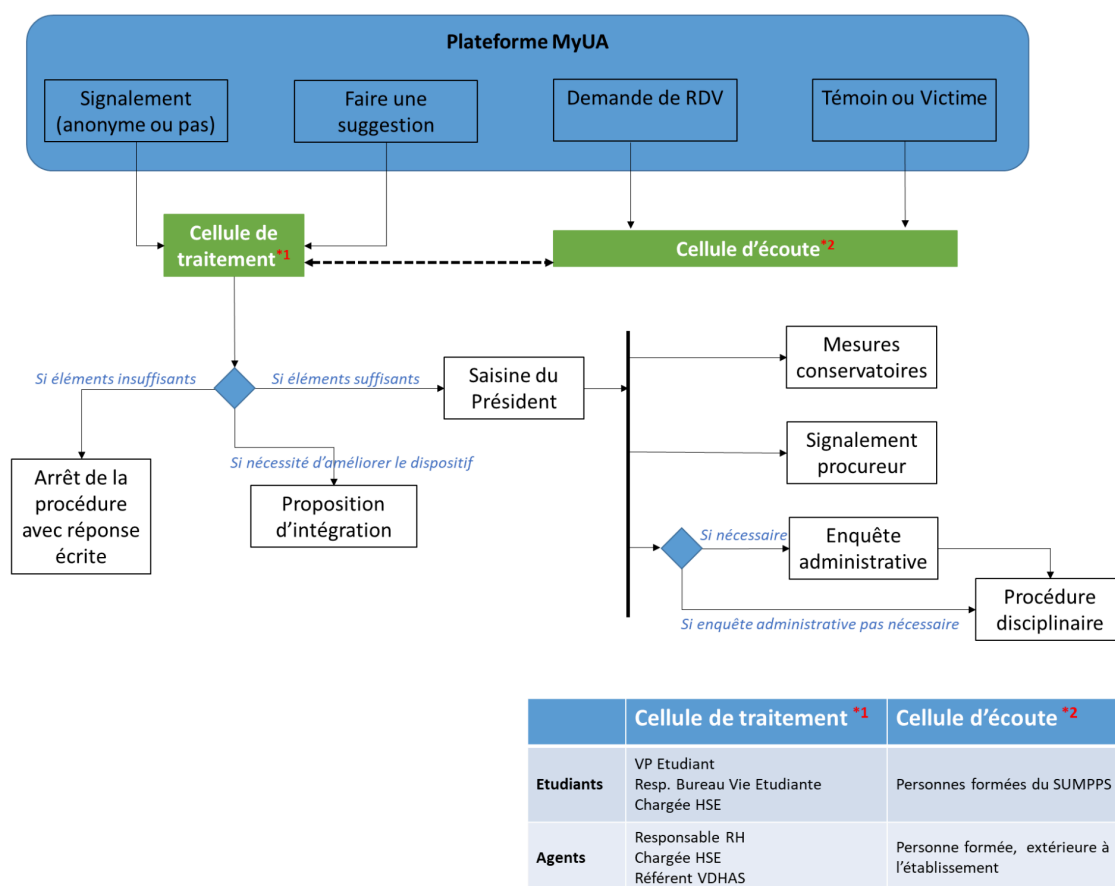 Plateforme MyUA
Signalement
(anonyme ou pas)
Faire une
suggestion
Demande de RDV
Témoin ou Victime
Cellule de
traitement*1
Cellule d'écoute*2
Si éléments insuffisants
Si éléments suffisants
Saisine du
Président
Mesures
conservatoires
Signalement
procureur
Si nécessité d'améliorer le dispositif
Arrêt de la
procédure
avec réponse
écrite
Proposition
d'intégration
Si nécessaire
Enquête
administrative
Si enquête administrative pas nécessaire
Procédure
disciplinaire
Cellule de traitement *1
Cellule d'écoute *2
Etudiants
VP Etudiant
Resp. Bureau Vie Etudiante
Chargée HSE
Personnes formées du SUMPPS
Agents
Responsable RH
Chargée HSE
Référent VDHAS
Personne formée, extérieure à
l'établissement